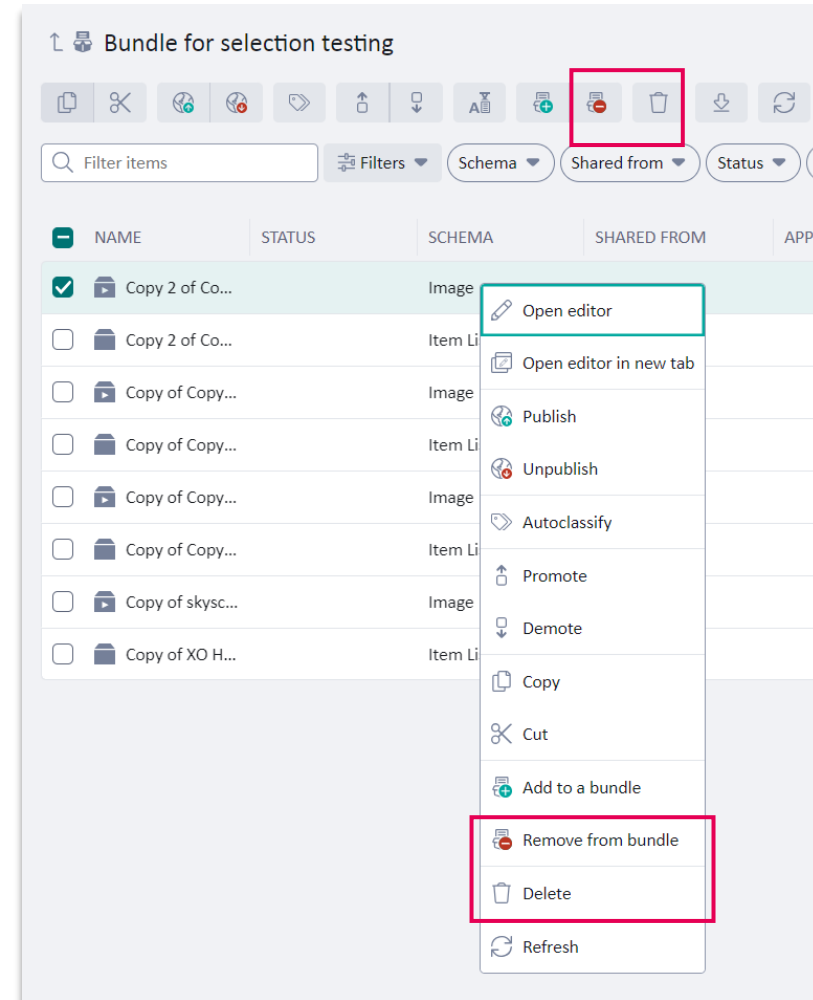 Bundle for selection testing
Filter items
Filters
Schema
Shared from
Status
NAME STATUS SCHEMA SHARED FROM APP
Copy 2 of Co... Image
Copy 2 of Co... Item Li
Copy of Copy... Image
Copy of Copy... Item Li
Copy of Copy... Image
Copy of Copy... Item Li
Copy of skysc... Image
Copy of XO H... Item Li
Open editor
Open editor in new tab
Publish
Unpublish
Autoclassify
Promote
Demote
Copy
Cut
Add to a bundle
Remove from bundle
Delete
Refresh